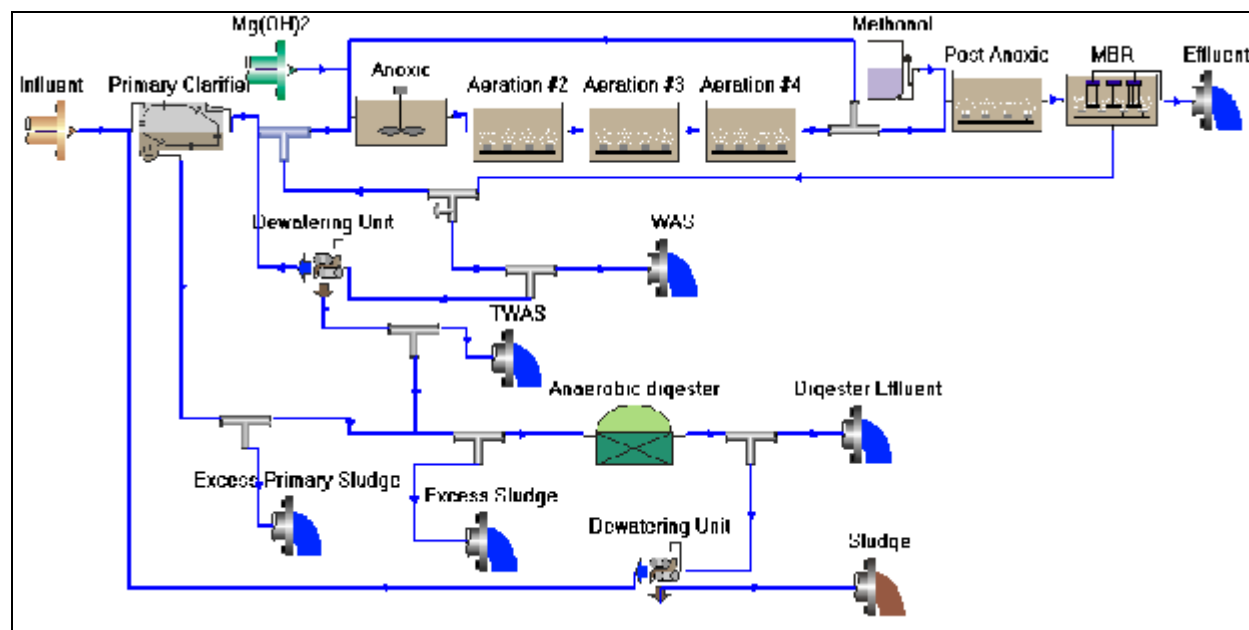 Mg(OH)2
Methonol
Influent
Primary Clarifier
Anoxic
Aeration #2
Aeration #3
Aeration #4
Post Anoxic
MBR
Effluent
Dewatering Unit
WAS
TWAS
Anaerobic digester
Digester Effluent
Excess Primary Sludge
Excess Sludge
Dewatering Unit
Sludge